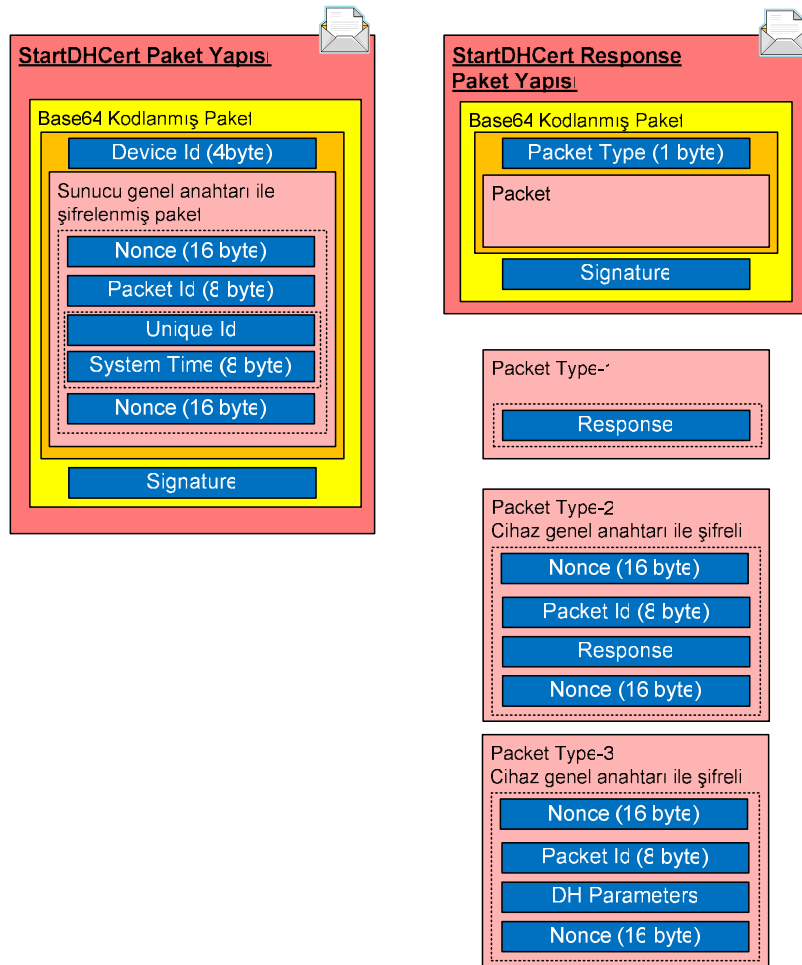 StartDHCert Paket Yapısı
Base64 Kodlanmış Paket
Device Id (4byte)
Sunucu genel anahtarı ile
şifrelenmiş paket
Nonce (16 byte)
Packet Id (8 byte)
Unique Id
System Time (8 byte)
Nonce (16 byte)
Signature
StartDHCert Response
Paket Yapısı
Base64 Kodlanmış Paket
Packet Type (1 byte)
Packet
Signature
Packet Type-1
Response
Packet Type-2
Cihaz genel anahtarı ile şifreli
Nonce (16 byte)
Packet Id (8 byte)
Response
Nonce (16 byte)
Packet Type-3
Cihaz genel anahtarı ile şifreli
Nonce (16 byte)
Packet Id (8 byte)
DH Parameters
Nonce (16 byte)